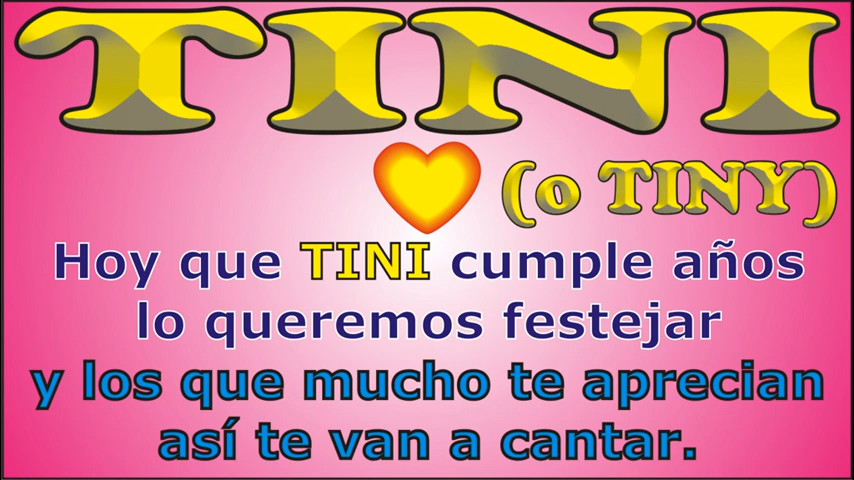 TINI
(o TINY)
Hoy que TINI cumple años
lo queremos festejar
y los que mucho te aprecian
así te van a cantar.